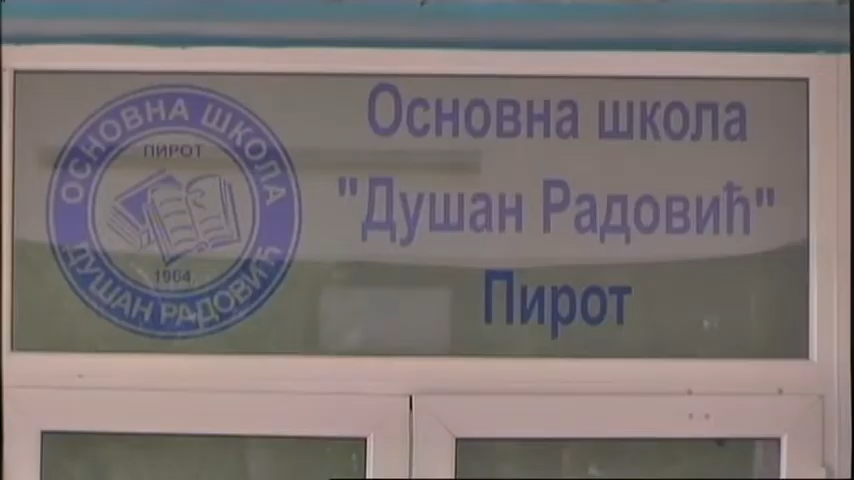 ОСНОВНА ШКОЛА
ПИРОТ
1964.
ДУШАН РАДОВИЋ
Основна школа
"Душан Радовић"
Пирот